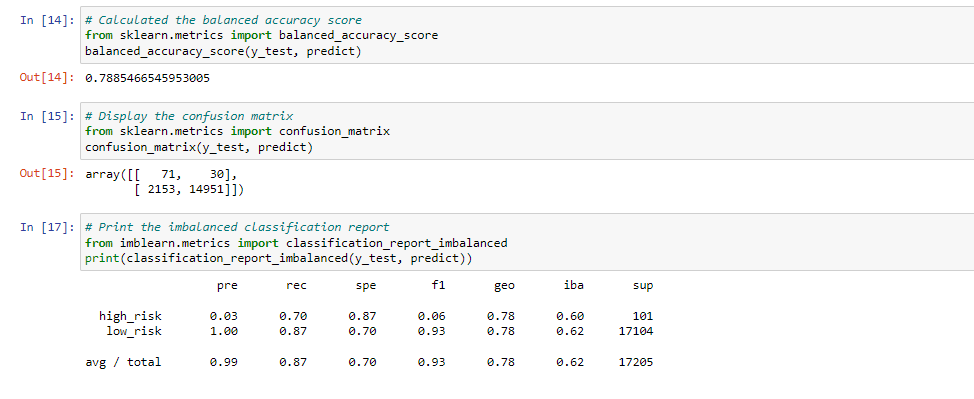 In [14]: # Calculated the balanced accuracy score
from sklearn.metrics import balanced_accuracy_score
balanced_accuracy_score(y_test, predict)
Out[14]: 0.7885466545953005
In [15]: # Display the confusion matrix
from sklearn.metrics import confusion_matrix
confusion_matrix(y_test, predict)
Out[15]: array([[   71,    30],
       [ 2153, 14951]])
In [17]: # Print the imbalanced classification report
from imblearn.metrics import classification_report_imbalanced
print(classification_report_imbalanced(y_test, predict))
pre rec spe f1 geo iba sup
high_risk 0.03 0.70 0.87 0.06 0.78 0.60 101
low_risk 1.00 0.87 0.70 0.93 0.78 0.62 17104
avg / total 0.99 0.87 0.70 0.93 0.78 0.62 17205